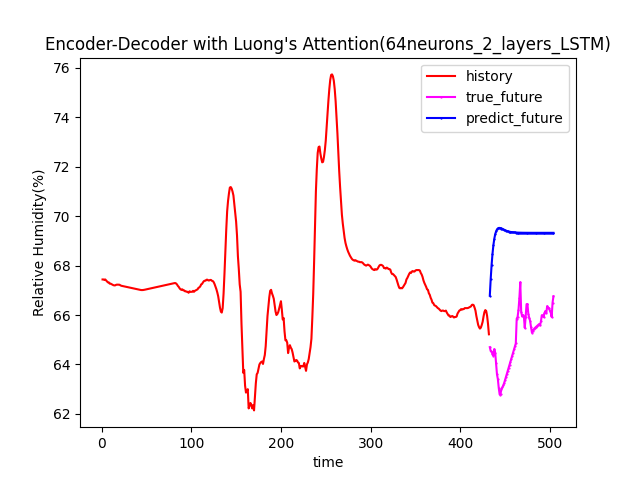 Encoder-Decoder with Luong's Attention(64neurons_2_layers_LSTM)
history
true_future
predict_future
Relative Humidity(%)
76
74
72
70
68
66
64
62
0 100 200 300 400 500
time